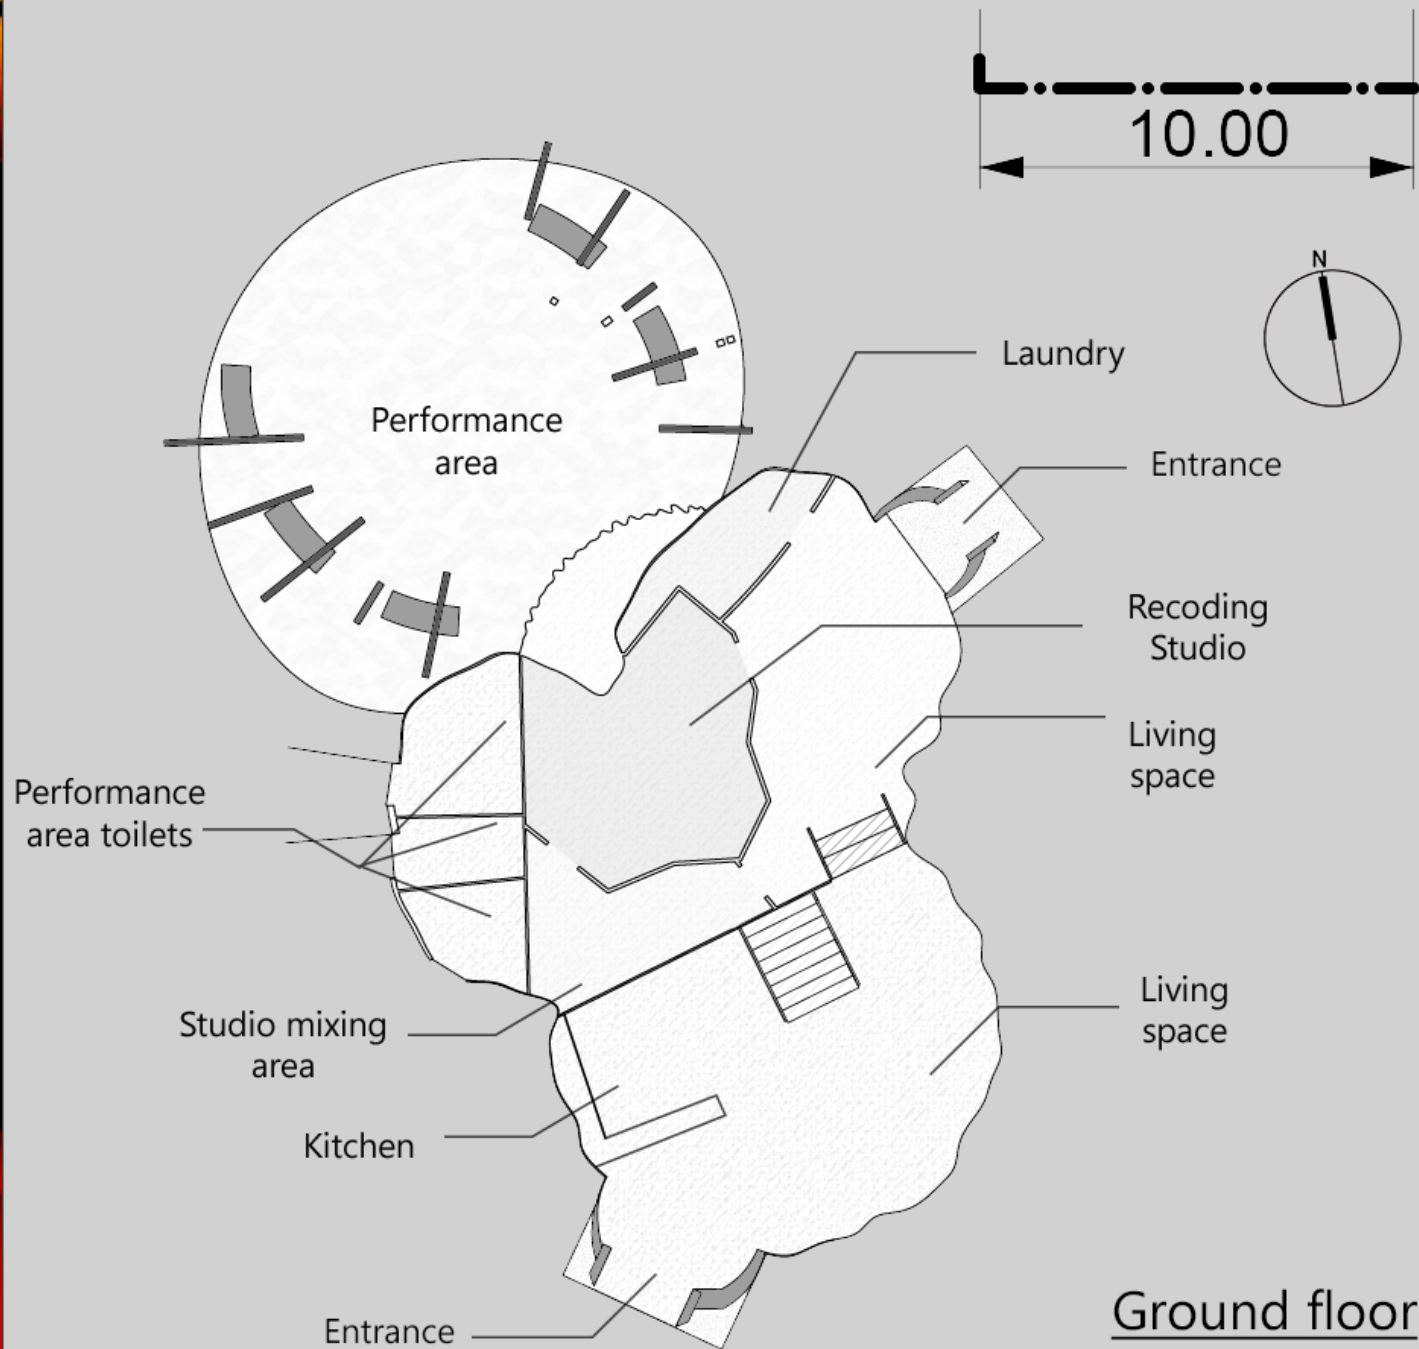 10.00
N
Laundry
Performance
area
Entrance
Recoding
Studio
Living
space
Performance
area toilets
Living
space
Studio mixing
area
Kitchen
Entrance
Ground floor